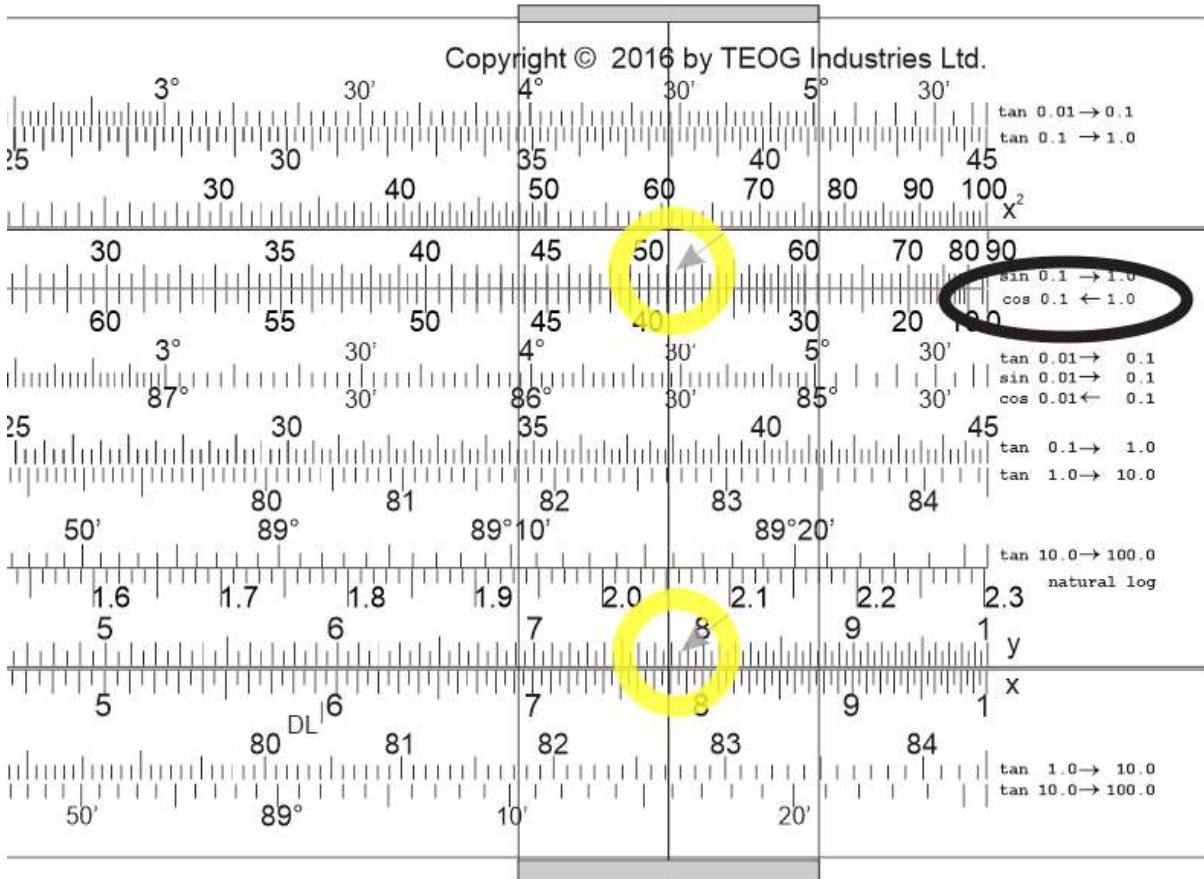 Copyright © 2016 by TEOG Industries Ltd.
3° 30' 4° 30' 5° 30'
tan 0.01→0.1
tan 0.1 →1.0
25 30 35 40 45
30 40 50 60 70 80 90 100
x²
30 35 40 45 50 60 70 80 90
sin 0.1 →1.0
cos 0.1 ←1.0
60 55 50 45 40 30 20 10 0
3° 30' 4° 30' 5° 30'
tan 0.01→ 0.1
sin 0.01→ 0.1
cos 0.01← 0.1
87° 30' 86° 30' 85° 30'
25 30 35 40 45
tan 0.1→ 1.0
tan 1.0→ 10.0
80 81 82 83 84
50' 89° 89°10' 89°20'
tan 10.0→100.0
natural log
1.6 1.7 1.8 1.9 2.0 2.1 2.2 2.3
5 6 7 8 9 1
y
x
5 6 7 8 9 1
DL
80 81 82 83 84
tan 1.0→ 10.0
tan 10.0→100.0
50' 89° 10' 20'